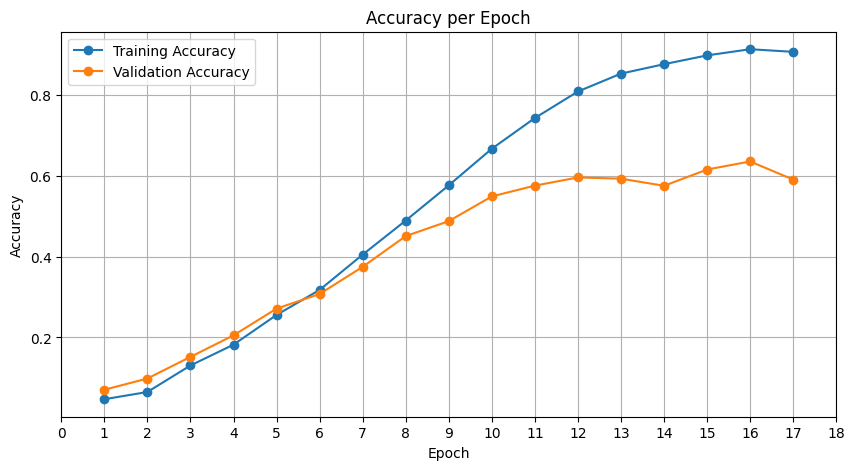 Accuracy per Epoch
Training Accuracy
Validation Accuracy
Accuracy
0.8
0.6
0.4
0.2
0 1 2 3 4 5 6 7 8 9 10 11 12 13 14 15 16 17 18
Epoch